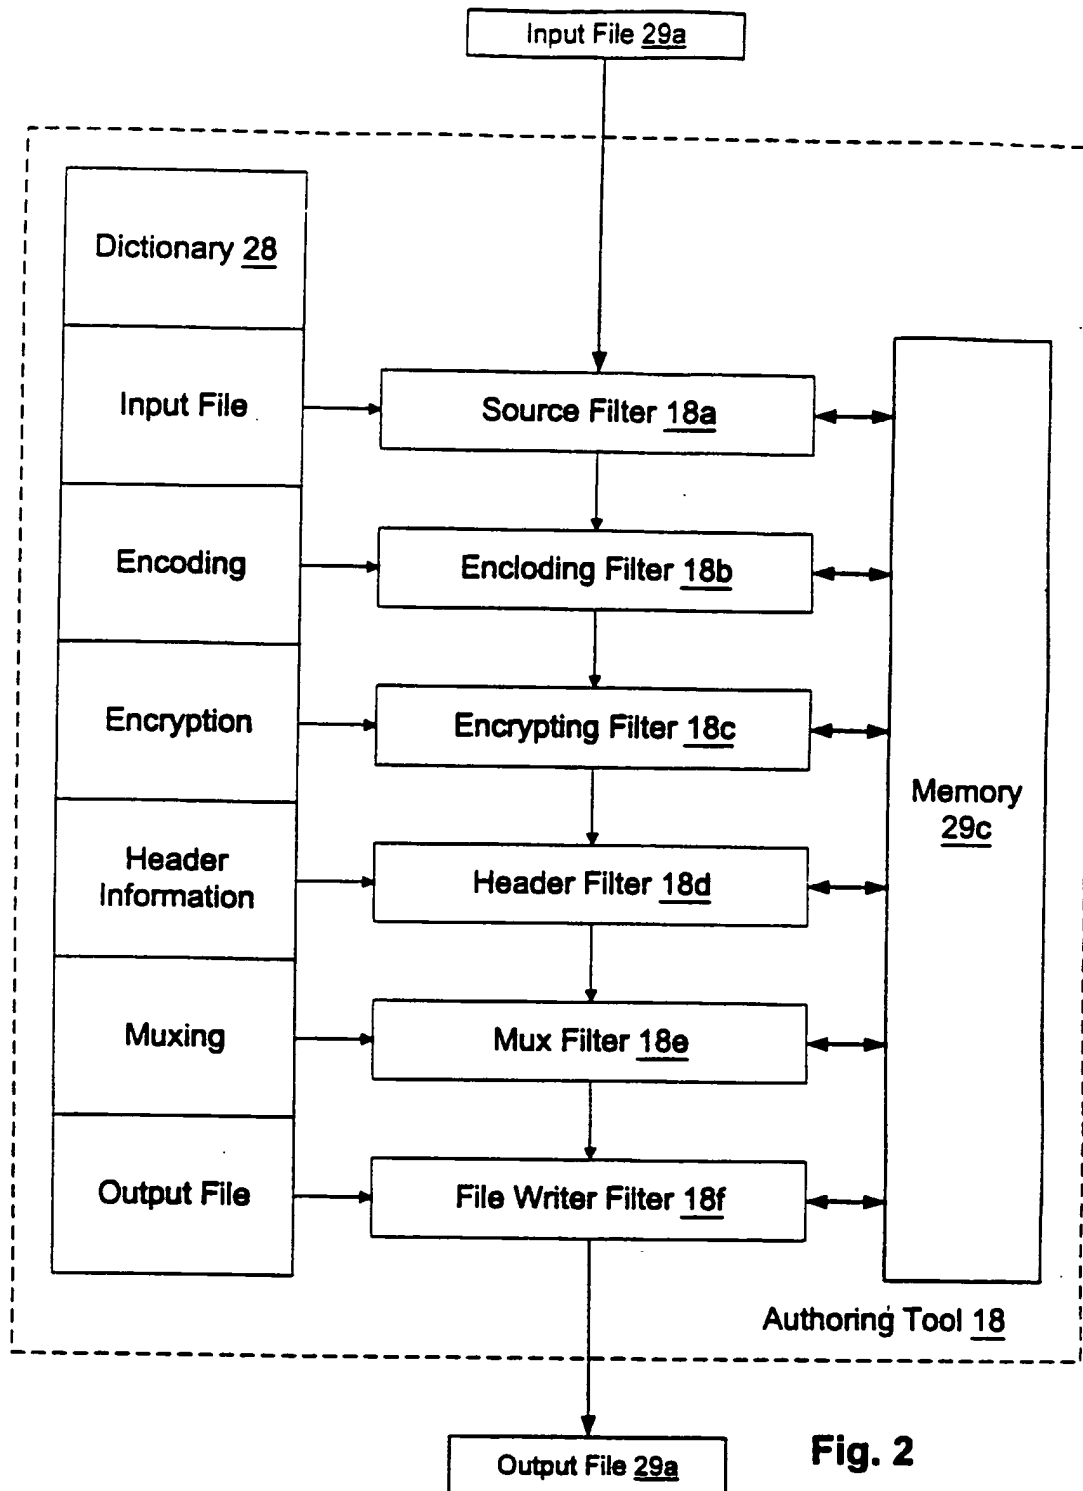 Input File 29a
Dictionary 28
Input File
Source Filter 18a
Encoding
Encloding Filter 18b
Encryption
Encrypting Filter 18c
Memory
29c
Header
Information
Header Filter 18d
Muxing
Mux Filter 18e
Output File
File Writer Filter 18f
Authoring Tool 18
Output File 29a
Fig. 2